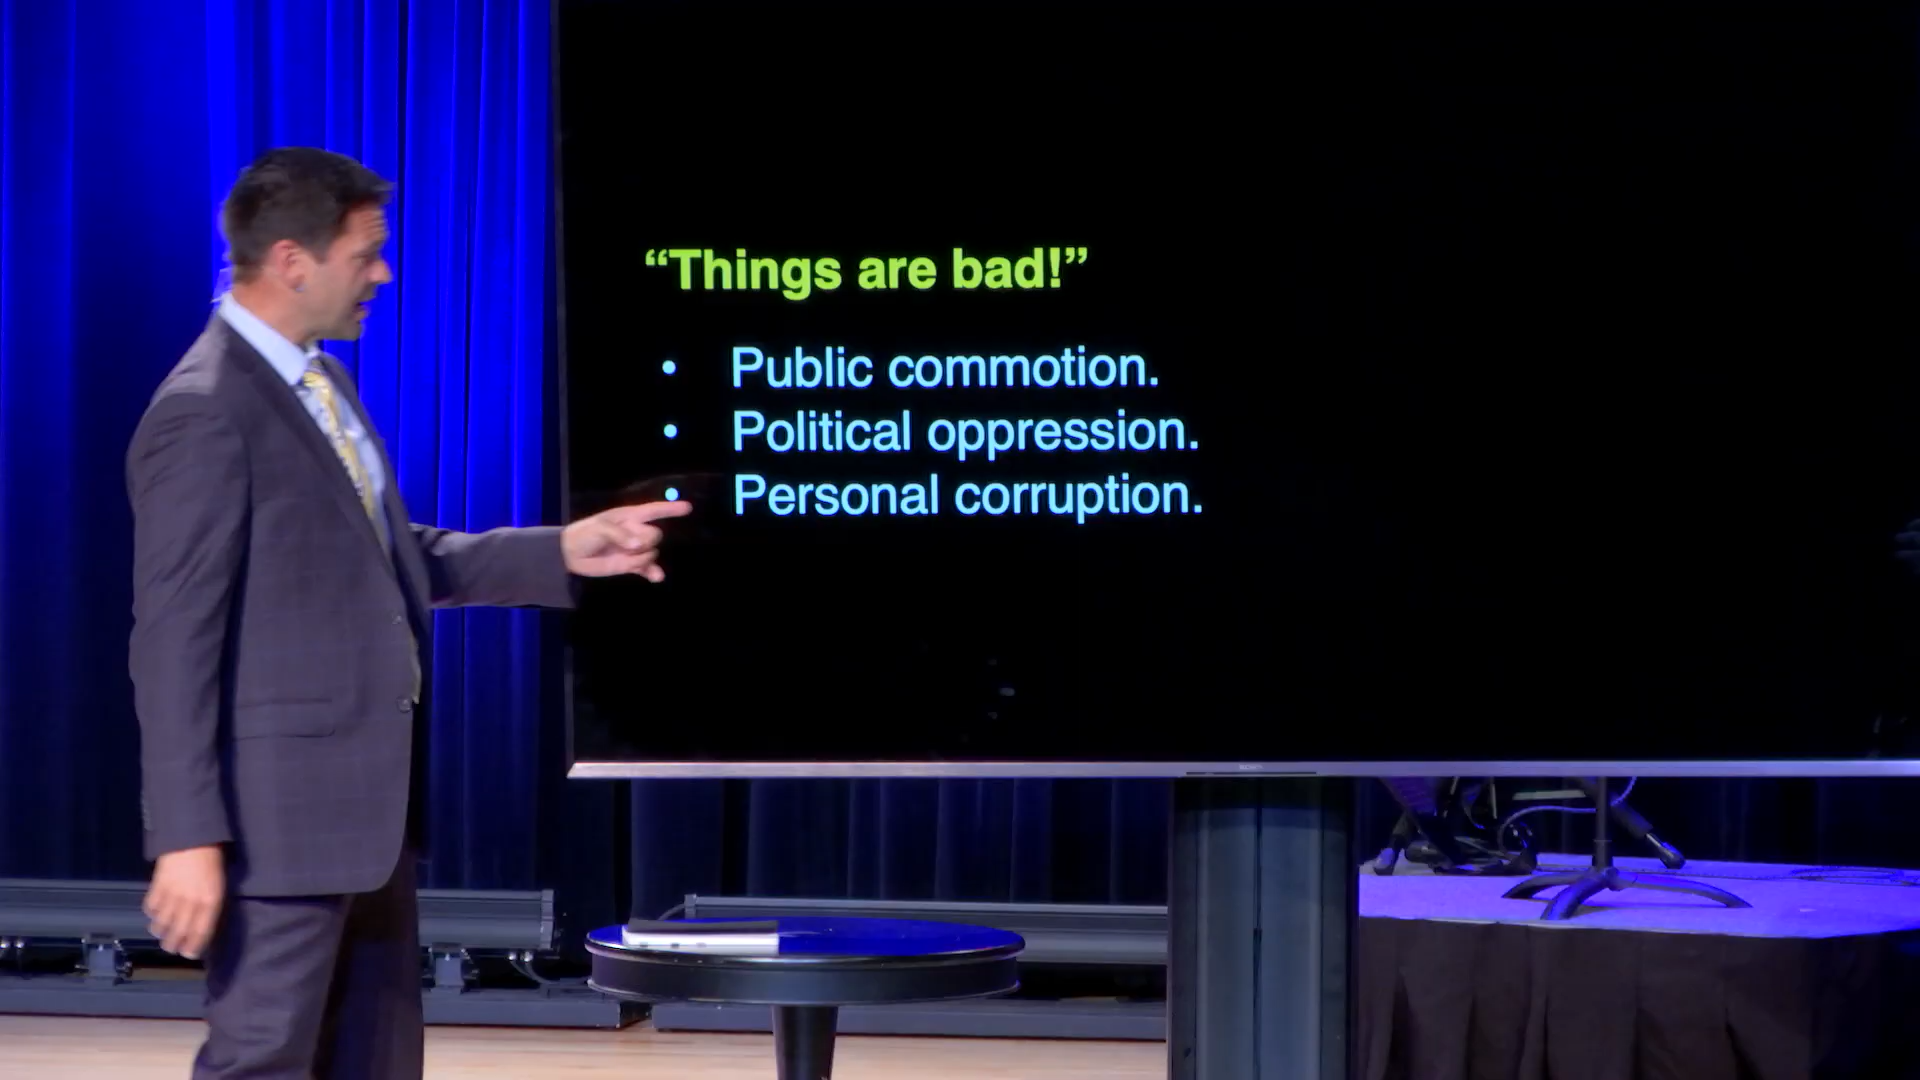 “Things are bad!”
• Public commotion.
• Political oppression.
• Personal corruption.